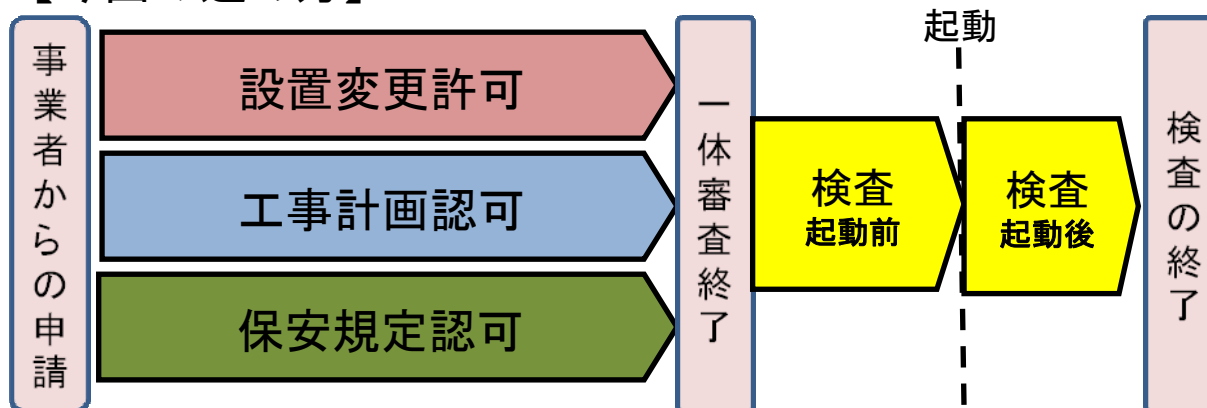 事業者からの申請
設置変更許可
工事計画認可
保安規定認可
一体審査終了
起動
検査
起動前
検査
起動後
検査の終了